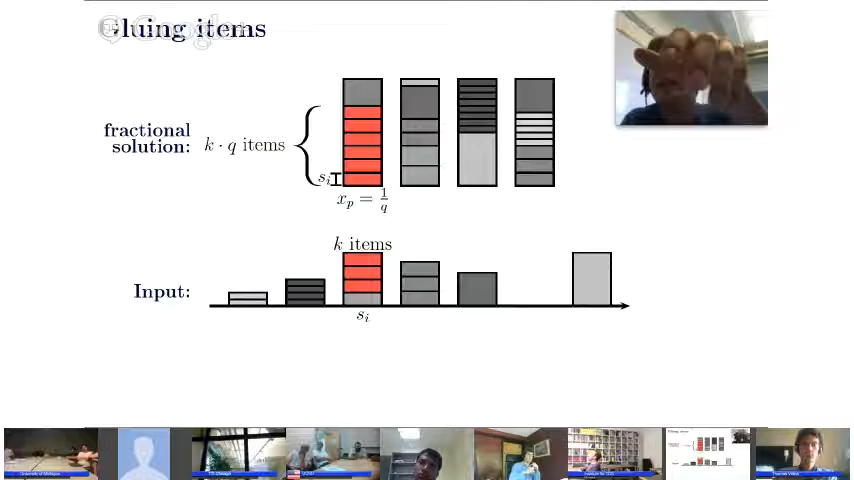 Gluing items
fractional
solution:
k · q items
s_i
x_p = 1/q
k items
Input:
s_i